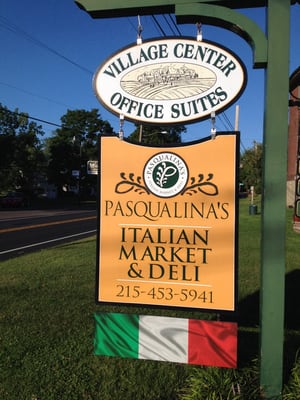 VILLAGE CENTER
OFFICE SUITES
PASQUALINA'S
PASQUALINA'S
ITALIAN
MARKET
& DELI
215-453-5941